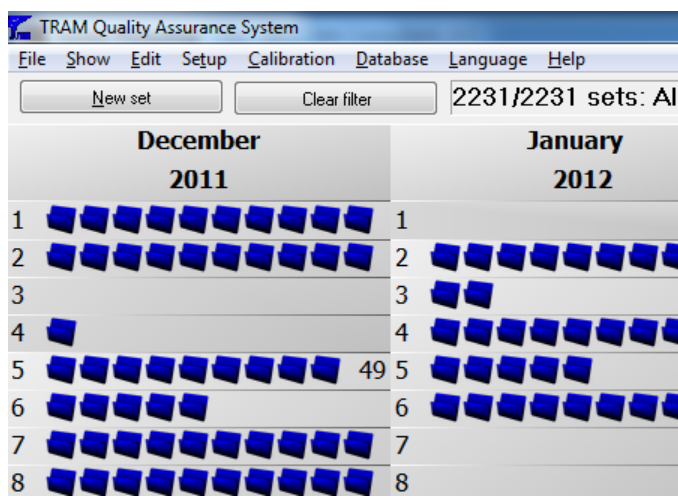 TRAM Quality Assurance System
File Show Edit Setup Calibration Database Language Help
New set Clear filter 2231/2231 sets: Al
December January
2011 2012
1 1
2 2
3 3
4 4
5 49 5
6 6
7 7
8 8